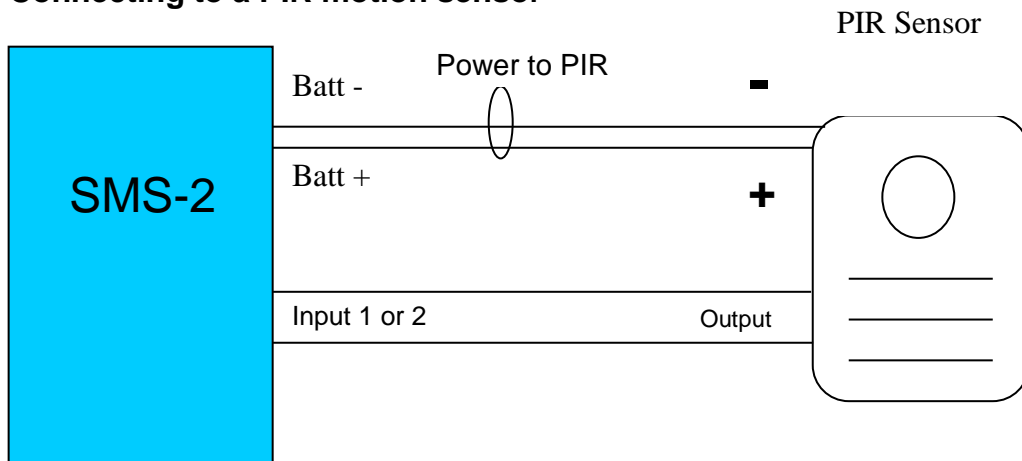 Connecting to a PIR motion sensor
PIR Sensor
Power to PIR
Batt -
-
Batt +
+
SMS-2
Input 1 or 2
Output